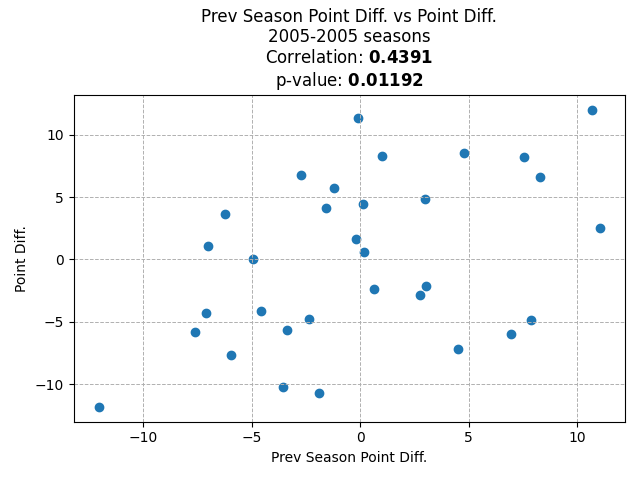 Prev Season Point Diff. vs Point Diff.
2005-2005 seasons
Correlation: 0.4391
p-value: 0.01192
10
5
0
−5
−10
Point Diff.
−10
−5
0
5
10
Prev Season Point Diff.